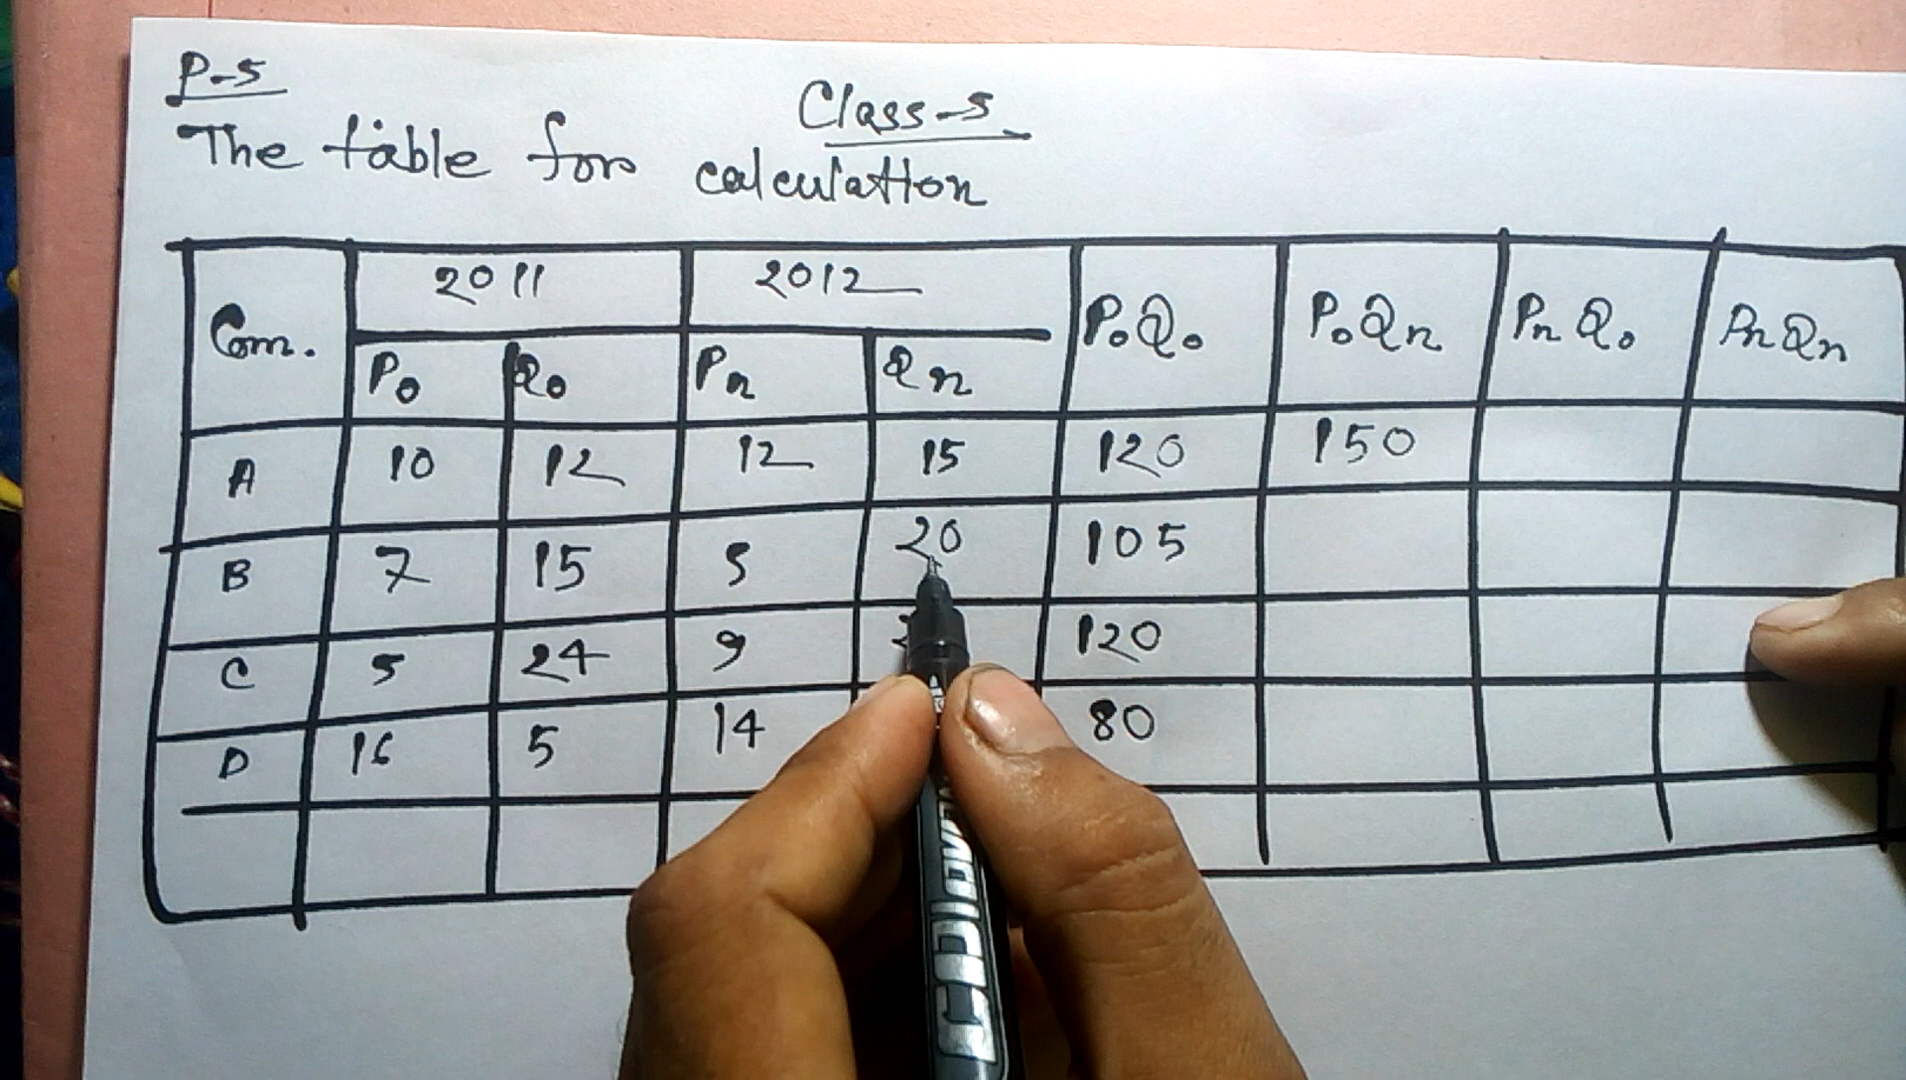 P-5
Class-5
The table for calculation
Com. 2011 2012 P₀Q₀ P₀Qn PnQ₀ PnQn
P₀ Q₀ Pn Qn
A 10 12 12 15 120 150
B 7 15 5 20 105
C 5 24 9 120
D 16 5 14 80